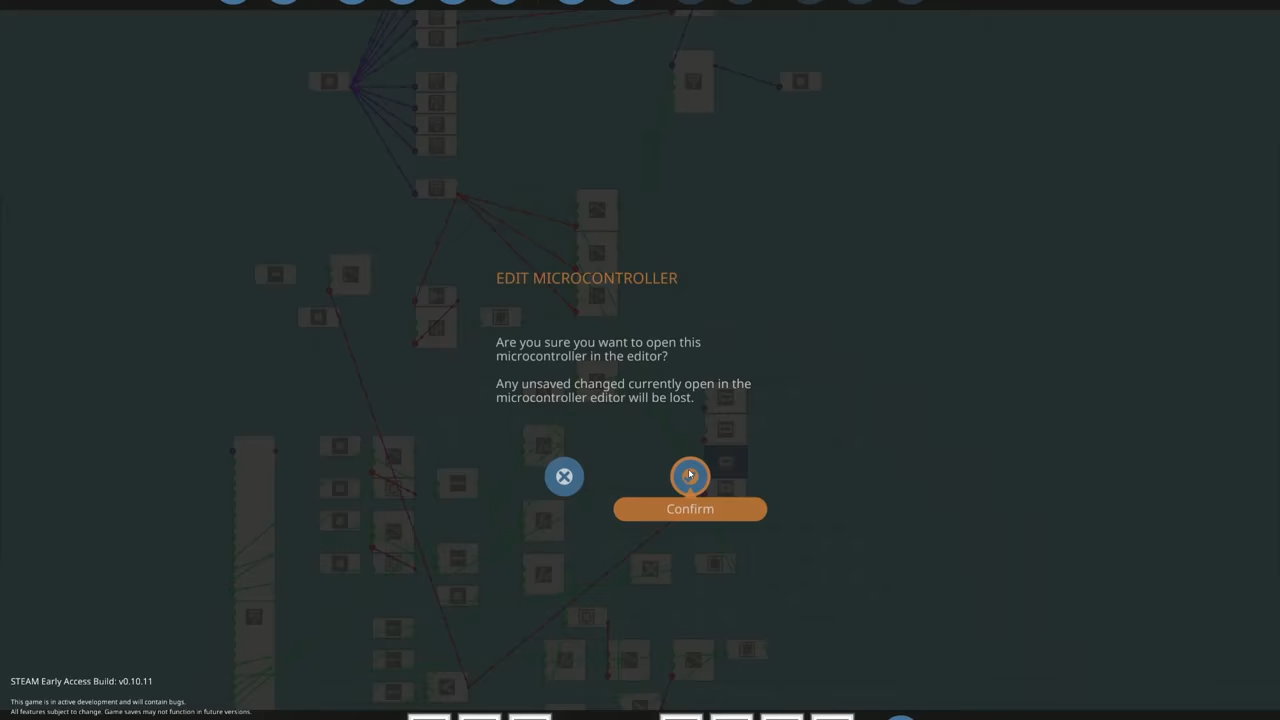 EDIT MICROCONTROLLER
Are you sure you want to open this
microcontroller in the editor?
Any unsaved changed currently open in the
microcontroller editor will be lost.
Confirm
STEAM Early Access Build: v0.10.11
This game is in active development and will contain bugs.
All features subject to change. Game saves may not function in future versions.